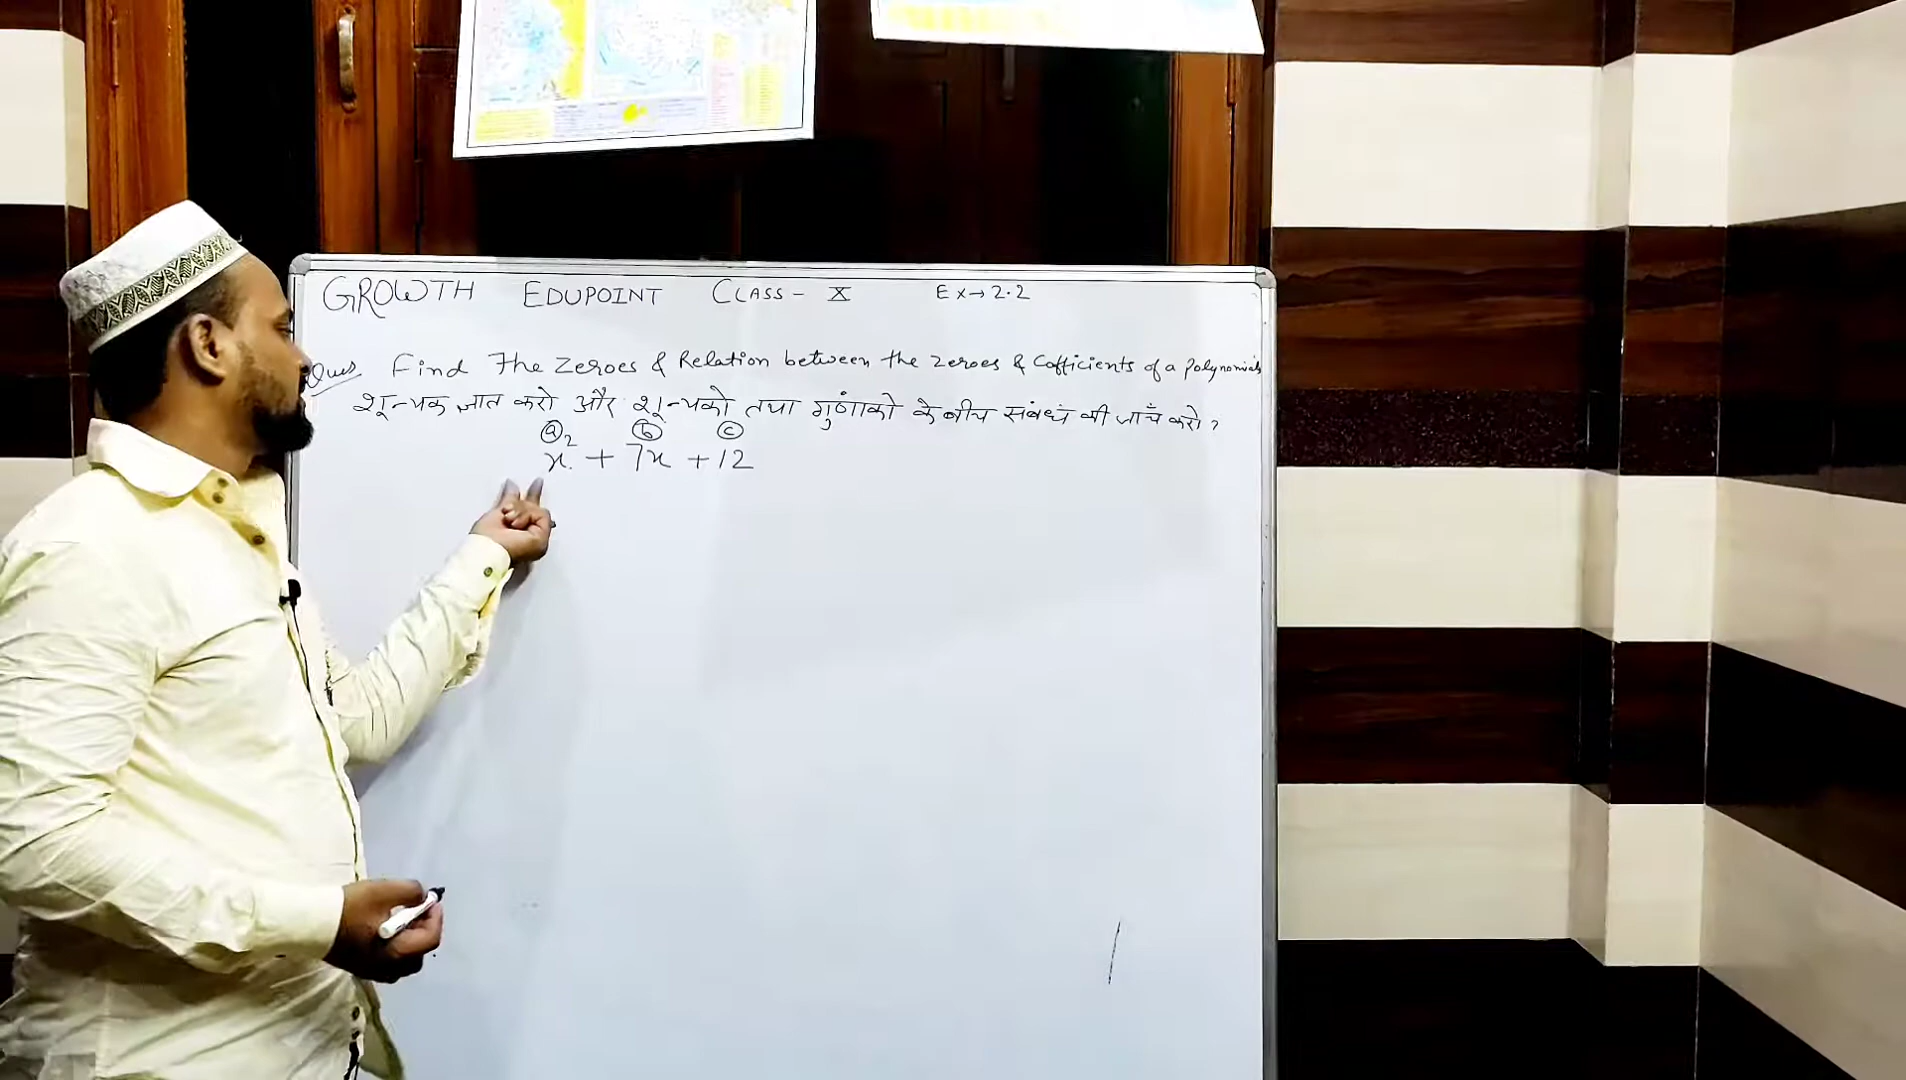 GROWTH EDUPOINT CLASS - X Ex→2.2
Ques Find The Zeroes & Relation between the zeroes & Cofficients of a polynomials
शून्यक ज्ञात करो और शून्यको तथा गुणांको के बीच संबंधं की जाँच करो?
a b c
x² + 7x + 12